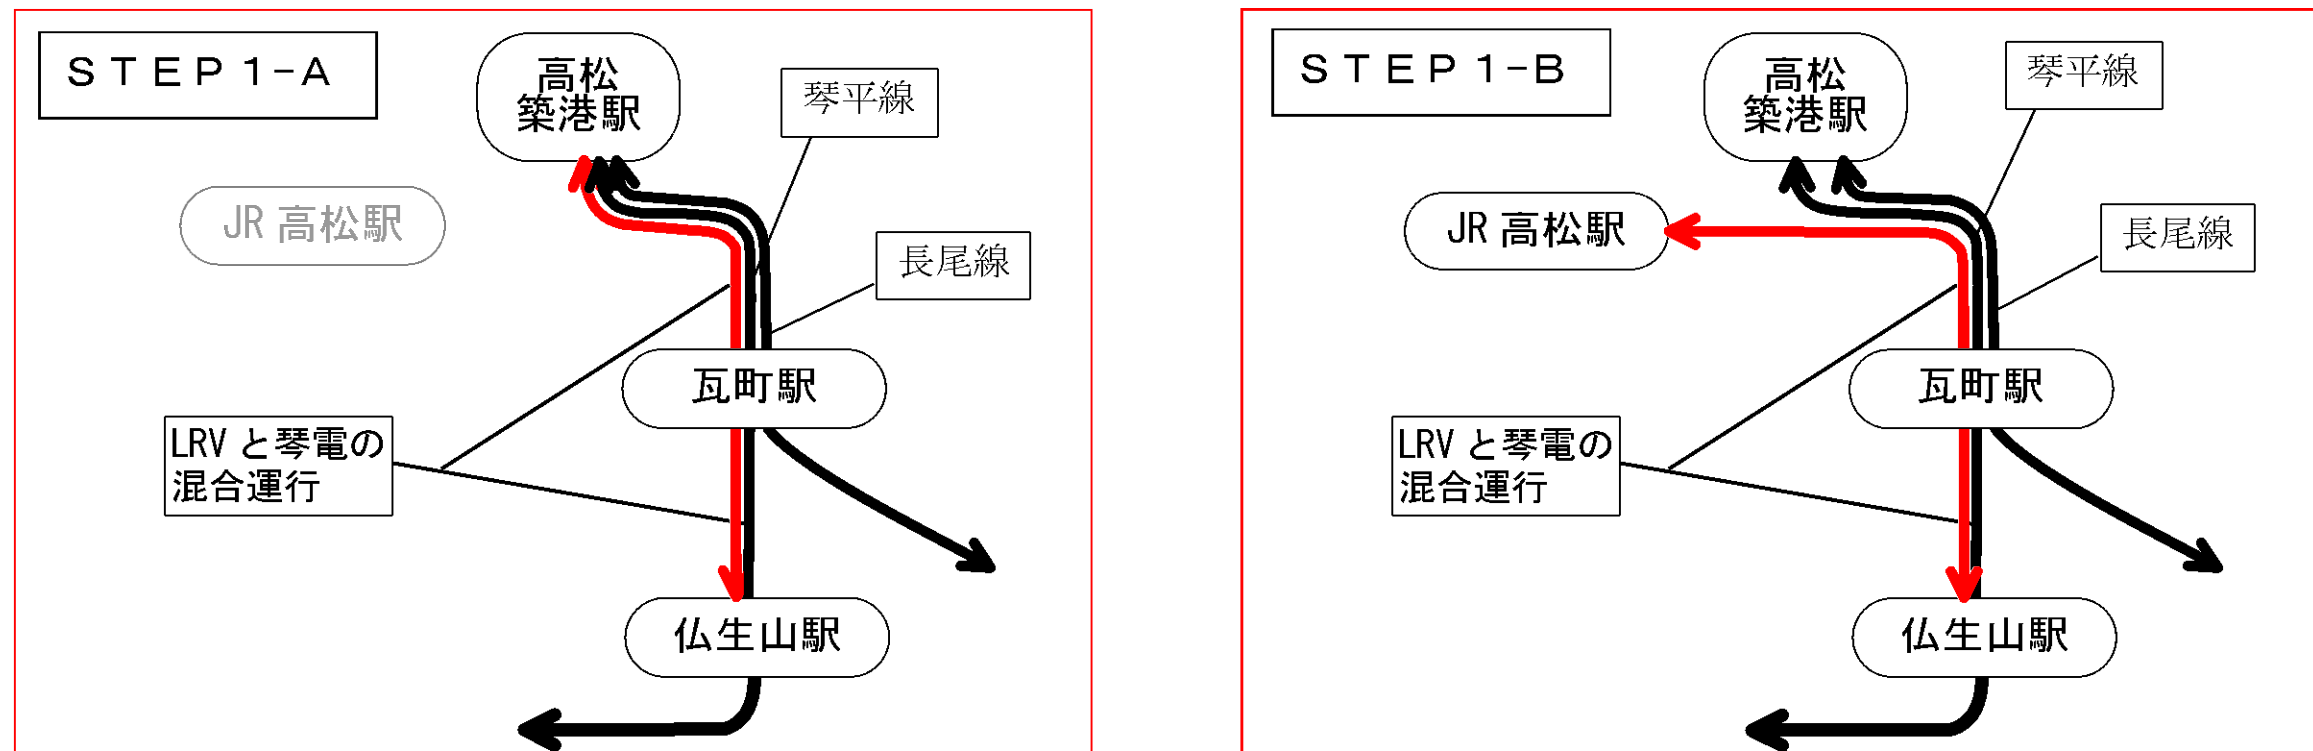 STEP1-A
高松
築港駅
琴平線
JR 高松駅
長尾線
瓦町駅
LRV と琴電の
混合運行
仏生山駅
STEP1-B
高松
築港駅
琴平線
JR 高松駅
長尾線
瓦町駅
LRV と琴電の
混合運行
仏生山駅